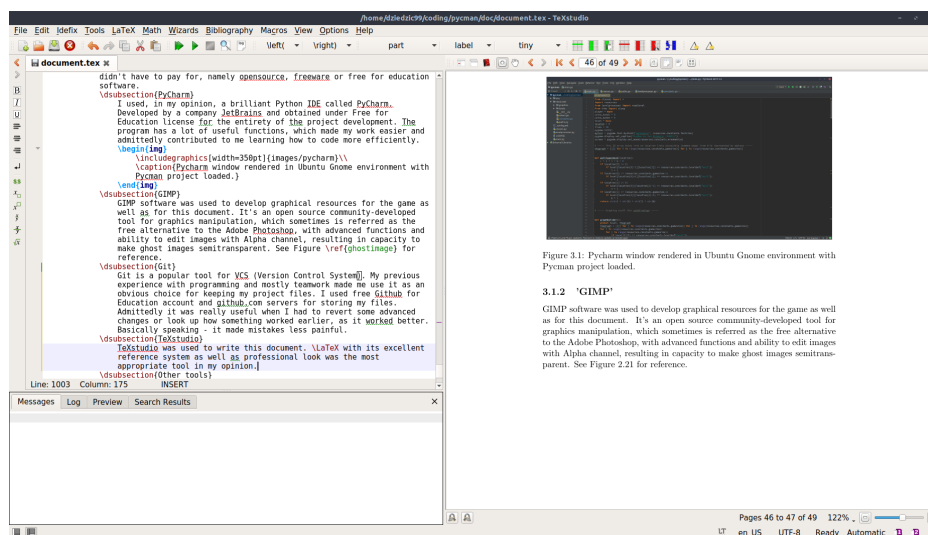 /home/dziedzic99/coding/pycman/doc/document.tex - TeXstudio
File Edit Idefix Tools LaTeX Math Wizards Bibliography Macros View Options Help
\left( \right) part label tiny
document.tex
46 of 49
didn't have to pay for, namely opensource, freeware or free for education
software.
\dsubsection{PyCharm}
I used, in my opinion, a brilliant Python IDE called PyCharm.
Developed by a company JetBrains and obtained under Free for
Education license for the entirety of the project development. The
program has a lot of useful functions, which made my work easier and
admittedly contributed to me learning how to code more efficiently.
\begin{img}
\includegraphics[width=350pt]{images/pycharm}\\
\caption{Pycharm window rendered in Ubuntu Gnome environment with
Pycman project loaded.}
\end{img}
\dsubsection{GIMP}
GIMP software was used to develop graphical resources for the game as
well as for this document. It's an open source community-developed
tool for graphics manipulation, which sometimes is referred as the
free alternative to the Adobe Photoshop, with advanced functions and
ability to edit images with Alpha channel, resulting in capacity to
make ghost images semitransparent. See Figure \ref{ghostimage} for
reference.
\dsubsection{Git}
Git is a popular tool for VCS (Version Control System). My previous
experience with programming and mostly teamwork made me use it as an
obvious choice for keeping my project files. I used free Github for
Education account and github.com servers for storing my files.
Admittedly it was really useful when I had to revert some advanced
changes or look up how something worked earlier, as it worked better.
Basically speaking - it made mistakes less painful.
\dsubsection{TeXstudio}
TeXstudio was used to write this document. \LaTeX with its excellent
reference system as well as professional look was the most
appropriate tool in my opinion.
\dsubsection{Other tools}
Line: 1003 Column: 175 INSERT
Messages Log Preview Search Results
Figure 3.1: Pycharm window rendered in Ubuntu Gnome environment with
Pycman project loaded.
3.1.2 'GIMP'
GIMP software was used to develop graphical resources for the game as well
as for this document. It's an open source community-developed tool for
graphics manipulation, which sometimes is referred as the free alternative
to the Adobe Photoshop, with advanced functions and ability to edit images
with Alpha channel, resulting in capacity to make ghost images semitrans-
parent. See Figure 2.21 for reference.
Pages 46 to 47 of 49 122%
LT en_US UTF-8 Ready Automatic